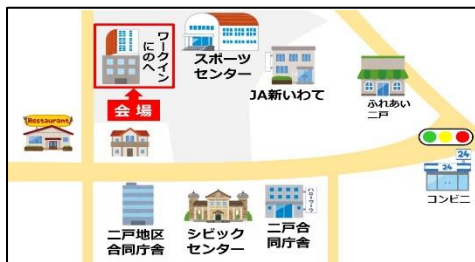 ワークイン
にのへ
スポーツ
センター
JA新いわて
ふれあい
二戸
会 場
Restaurant
24
24
コンビニ
二戸地区
合同庁舎
シビック
センター
ハローワーク
二戸合
同庁舎